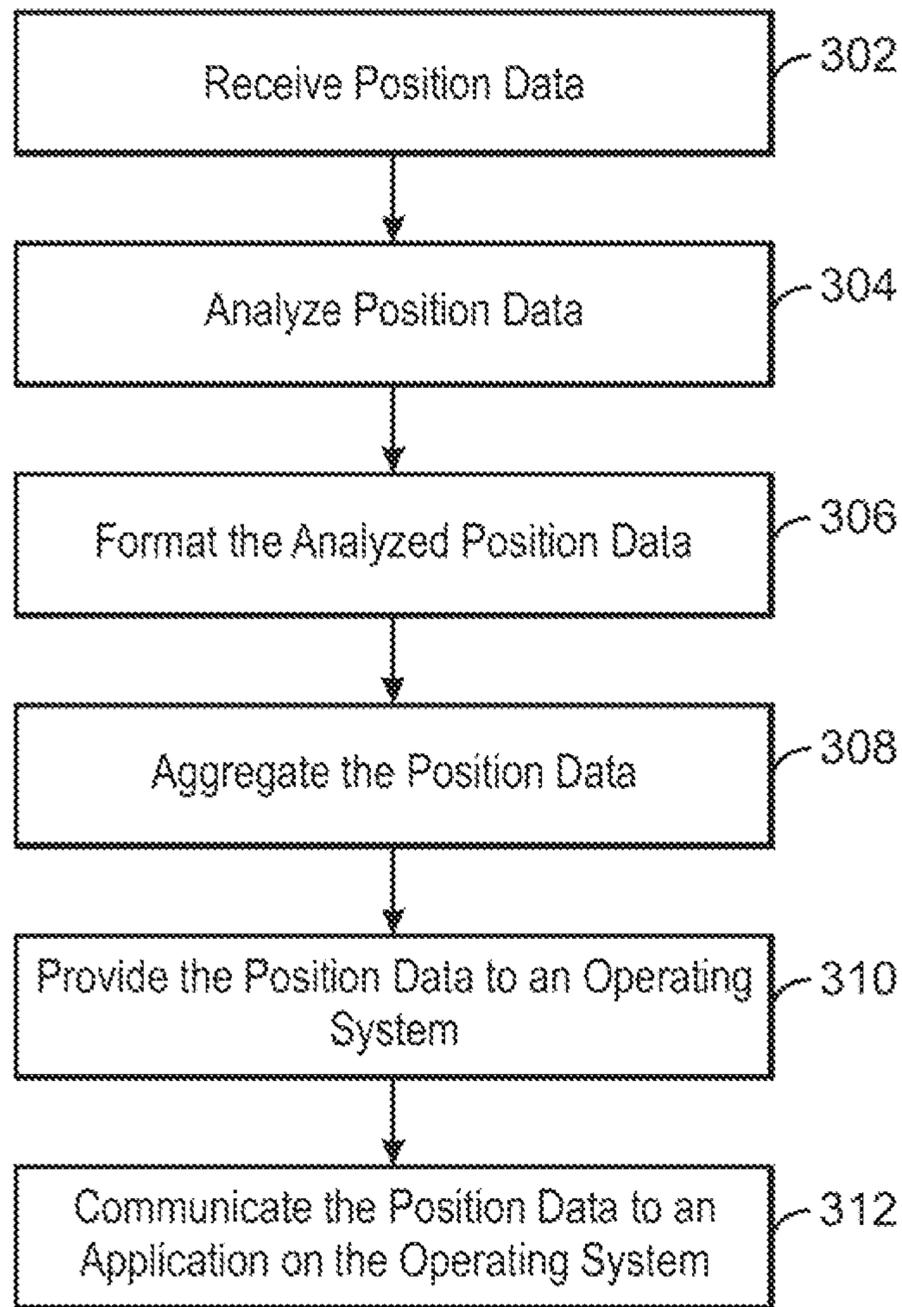 Receive Position Data
302
Analyze Position Data
304
Format the Analyzed Position Data
306
Aggregate the Position Data
308
Provide the Position Data to an Operating
System
310
Communicate the Position Data to an
Application on the Operating System
312